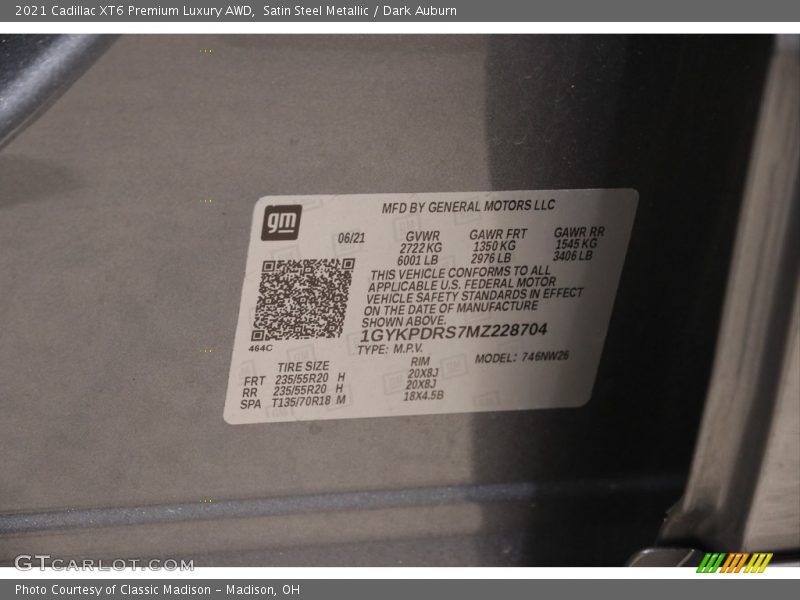 2021 Cadillac XT6 Premium Luxury AWD,  Satin Steel Metallic / Dark Auburn
gm
MFD BY GENERAL MOTORS LLC
06/21 GVWR GAWR FRT GAWR RR
2722 KG 1350 KG 1545 KG
6001 LB 2976 LB 3406 LB
THIS VEHICLE CONFORMS TO ALL
APPLICABLE U.S. FEDERAL MOTOR
VEHICLE SAFETY STANDARDS IN EFFECT
ON THE DATE OF MANUFACTURE
SHOWN ABOVE.
1GYKPDRS7MZ228704
464C
TYPE: M.P.V. MODEL: 746NW26
TIRE SIZE RIM
FRT 235/55R20 H 20X8J
RR 235/55R20 H 20X8J
SPA T135/70R18 M 18X4.5B
GTCARLOT.COM
Photo Courtesy of Classic Madison - Madison, OH